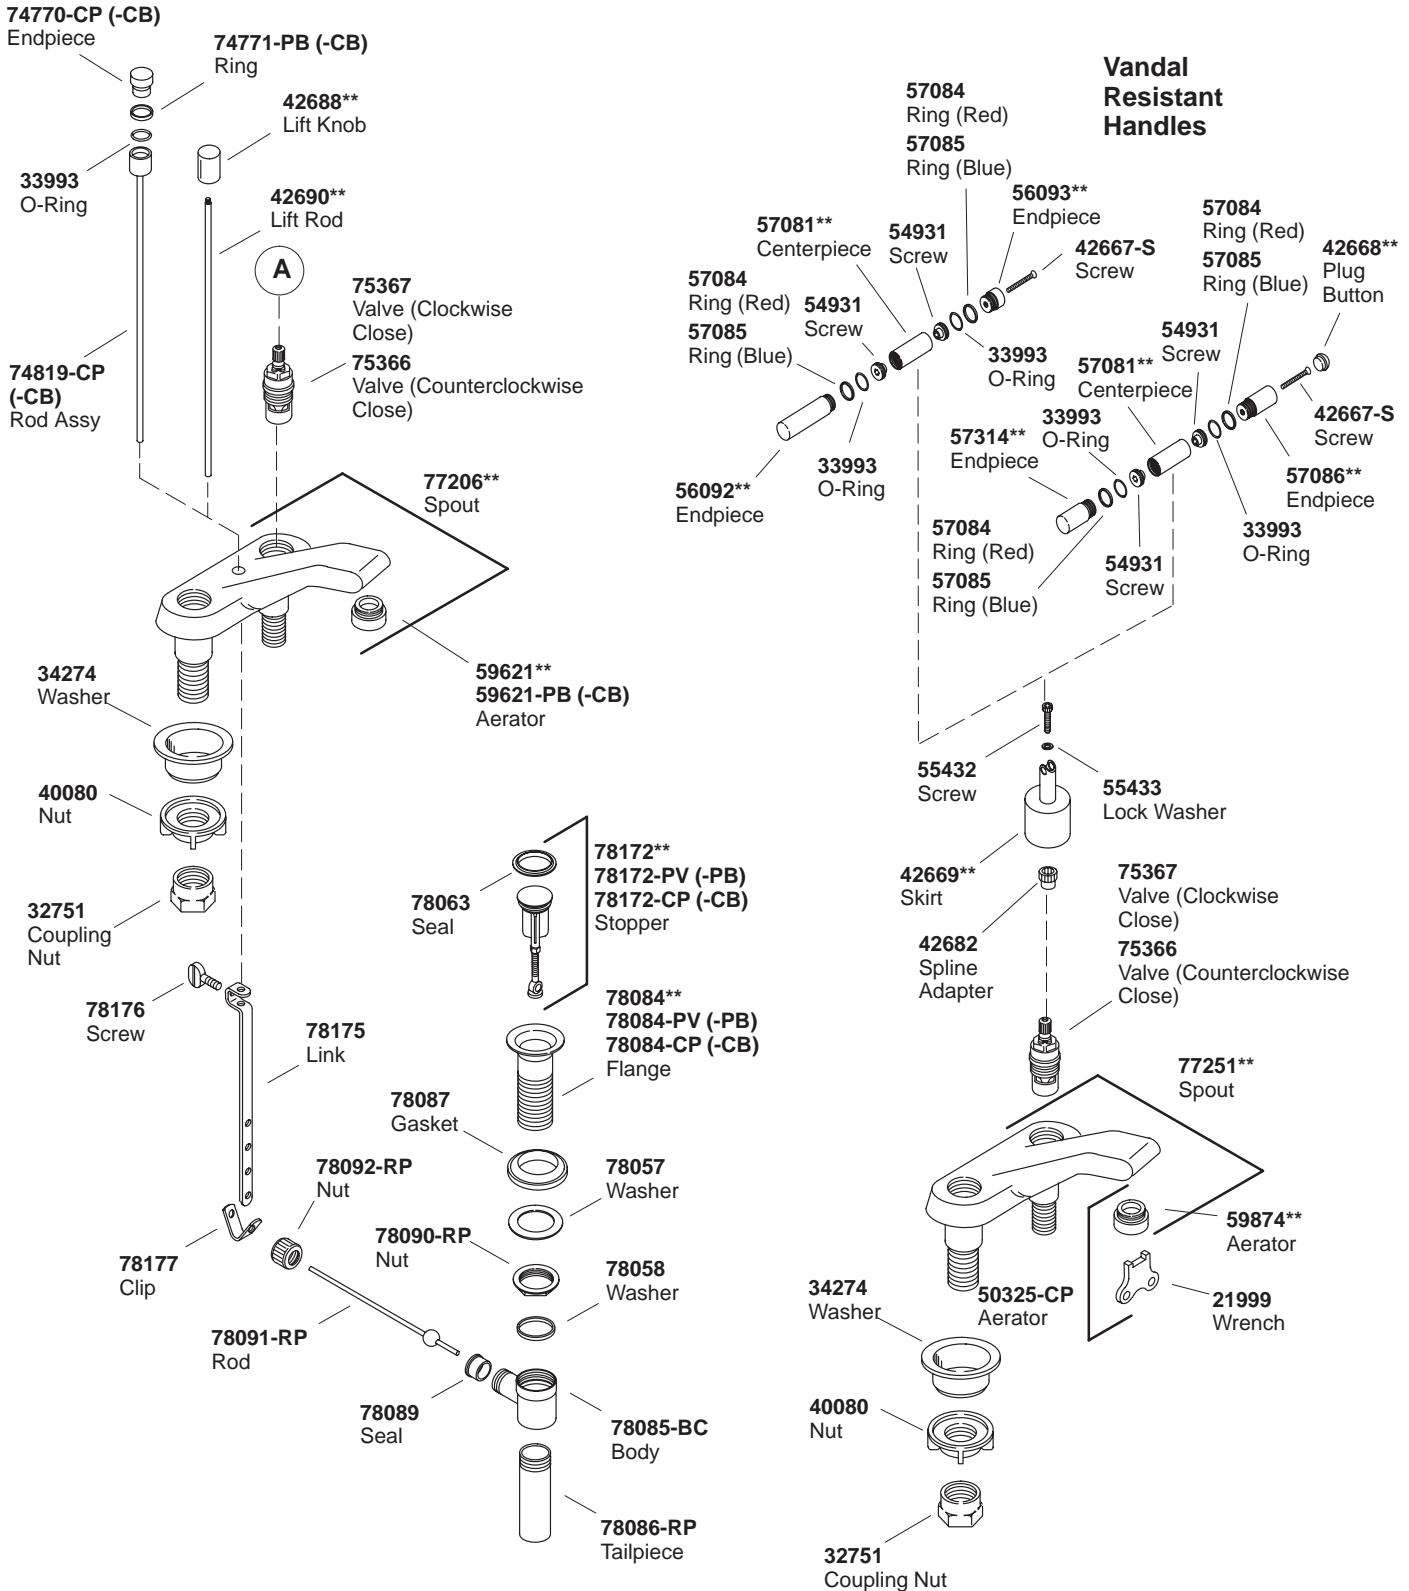 74770-CP (-CB)
Endpiece
74771-PB (-CB)
Ring
42688**
Lift Knob
33993
O-Ring
42690**
Lift Rod
A
75367
Valve (Clockwise
Close)
75366
Valve (Counterclockwise
Close)
74819-CP
(-CB)
Rod Assy
77206**
Spout
59621**
59621-PB (-CB)
Aerator
34274
Washer
40080
Nut
32751
Coupling
Nut
78176
Screw
78175
Link
78063
Seal
78172**
78172-PV (-PB)
78172-CP (-CB)
Stopper
78084**
78084-PV (-PB)
78084-CP (-CB)
Flange
78087
Gasket
78092-RP
Nut
78057
Washer
78090-RP
Nut
78058
Washer
78177
Clip
78091-RP
Rod
78089
Seal
78085-BC
Body
78086-RP
Tailpiece
Vandal
Resistant
Handles
57084
Ring (Red)
57085
Ring (Blue)
56093**
Endpiece
57081**
Centerpiece
54931
Screw
42667-S
Screw
57084
Ring (Red)
57085
Ring (Blue)
42668**
Plug
Button
57084
Ring (Red)
57085
Ring (Blue)
54931
Screw
33993
O-Ring
54931
Screw
57081**
Centerpiece
33993
O-Ring
42667-S
Screw
57314**
Endpiece
33993
O-Ring
56092**
Endpiece
57086**
Endpiece
57084
Ring (Red)
57085
Ring (Blue)
54931
Screw
33993
O-Ring
55432
Screw
55433
Lock Washer
42669**
Skirt
42682
Spline
Adapter
75367
Valve (Clockwise
Close)
75366
Valve (Counterclockwise
Close)
77251**
Spout
59874**
Aerator
34274
Washer
50325-CP
Aerator
21999
Wrench
40080
Nut
32751
Coupling Nut